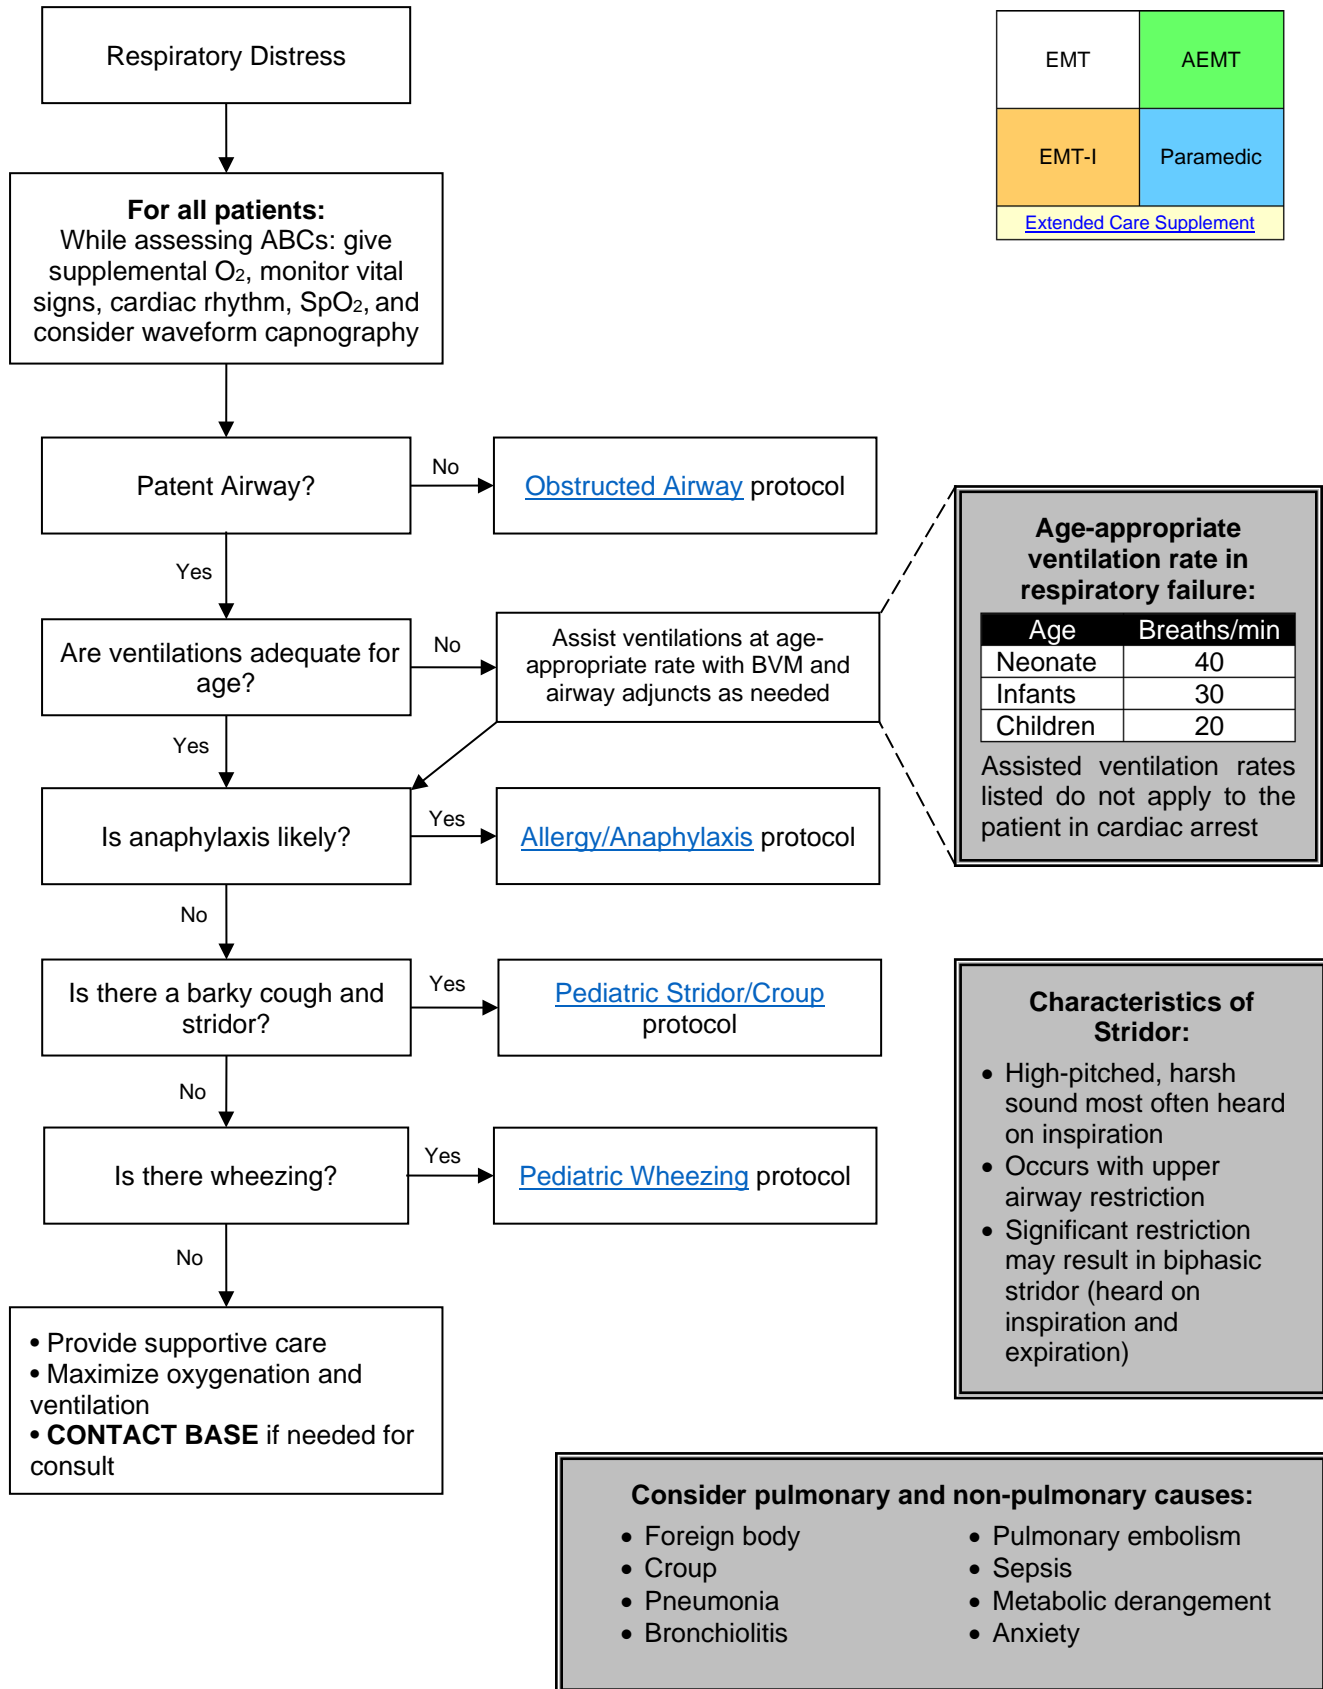 Respiratory Distress
EMT
AEMT
EMT-I
Paramedic
Extended Care Supplement
For all patients:
While assessing ABCs: give
supplemental O₂, monitor vital
signs, cardiac rhythm, SpO₂, and
consider waveform capnography
Patent Airway?
No
Obstructed Airway protocol
Yes
Are ventilations adequate for
age?
No
Assist ventilations at age-
appropriate rate with BVM and
airway adjuncts as needed
Age-appropriate
ventilation rate in
respiratory failure:
Age Breaths/min
Neonate 40
Infants 30
Children 20
Assisted ventilation rates
listed do not apply to the
patient in cardiac arrest
Yes
Is anaphylaxis likely?
Yes
Allergy/Anaphylaxis protocol
No
Is there a barky cough and
stridor?
Yes
Pediatric Stridor/Croup
protocol
No
Is there wheezing?
Yes
Pediatric Wheezing protocol
No
• Provide supportive care
• Maximize oxygenation and
ventilation
• CONTACT BASE if needed for
consult
Characteristics of
Stridor:
• High-pitched, harsh
sound most often heard
on inspiration
• Occurs with upper
airway restriction
• Significant restriction
may result in biphasic
stridor (heard on
inspiration and
expiration)
Consider pulmonary and non-pulmonary causes:
• Foreign body
• Croup
• Pneumonia
• Bronchiolitis
• Pulmonary embolism
• Sepsis
• Metabolic derangement
• Anxiety